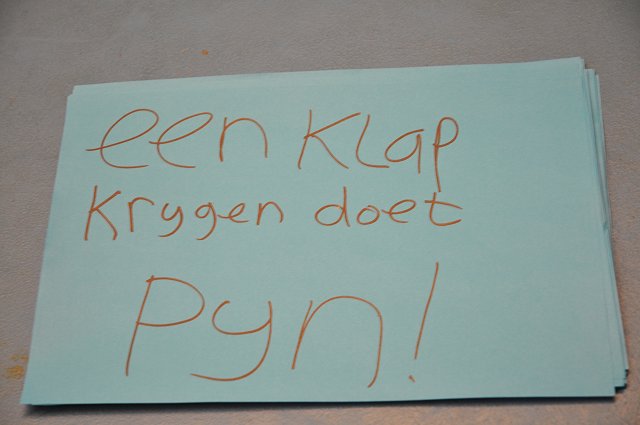 een klap
krygen doet
pyn!